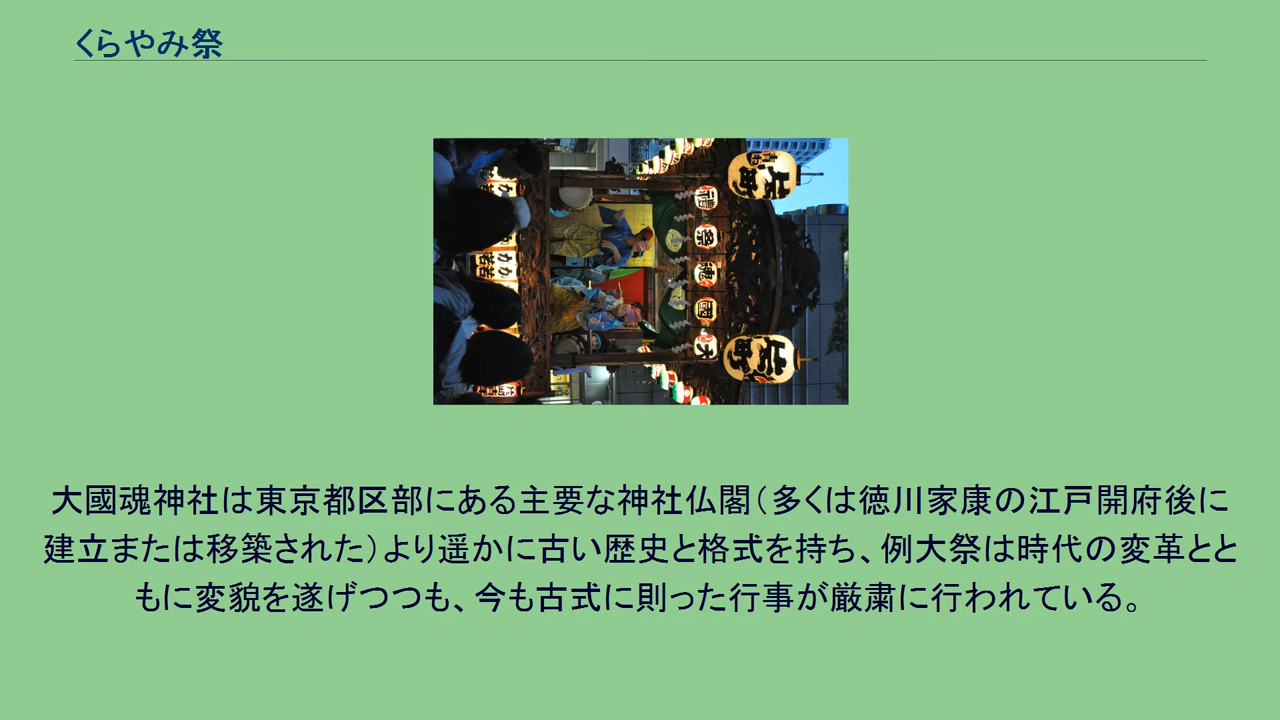 くらやみ祭
大國魂神社は東京都区部にある主要な神社仏閣（多くは徳川家康の江戸開府後に
建立または移築された）より遥かに古い歴史と格式を持ち、例大祭は時代の変革とと
もに変貌を遂げつつも、今も古式に則った行事が厳粛に行われている。
大國魂祭禮